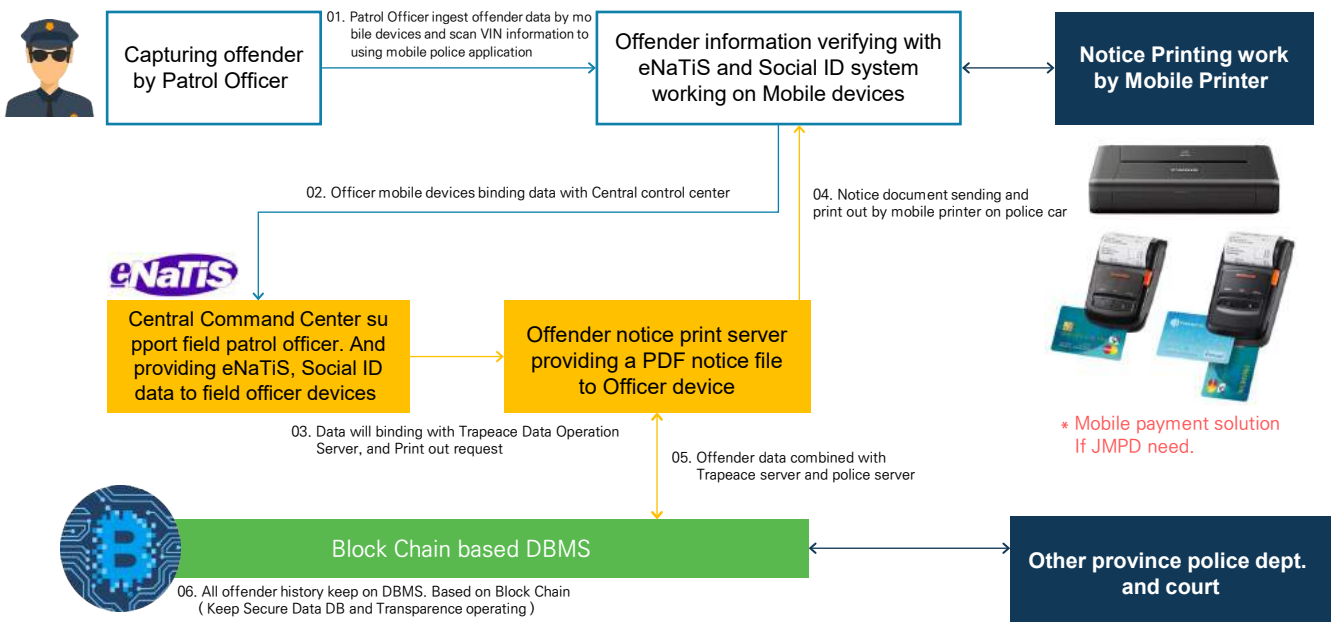 01. Patrol Officer ingest offender data by mo
bile devices and scan VIN information to
using mobile police application
Capturing offender
by Patrol Officer
Offender information verifying with
eNaTiS and Social ID system
working on Mobile devices
Notice Printing work
by Mobile Printer
02. Officer mobile devices binding data with Central control center
04. Notice document sending and
print out by mobile printer on police car
eNaTiS
Central Command Center su
pport field patrol officer. And
providing eNaTiS, Social ID
data to field officer devices
Offender notice print server
providing a PDF notice file
to Officer device
* Mobile payment solution
If JMPD need.
03. Data will binding with Trapeace Data Operation
Server, and Print out request
05. Offender data combined with
Trapeace server and police server
Block Chain based DBMS
Other province police dept.
and court
06. All offender history keep on DBMS. Based on Block Chain
( Keep Secure Data DB and Transparence operating )